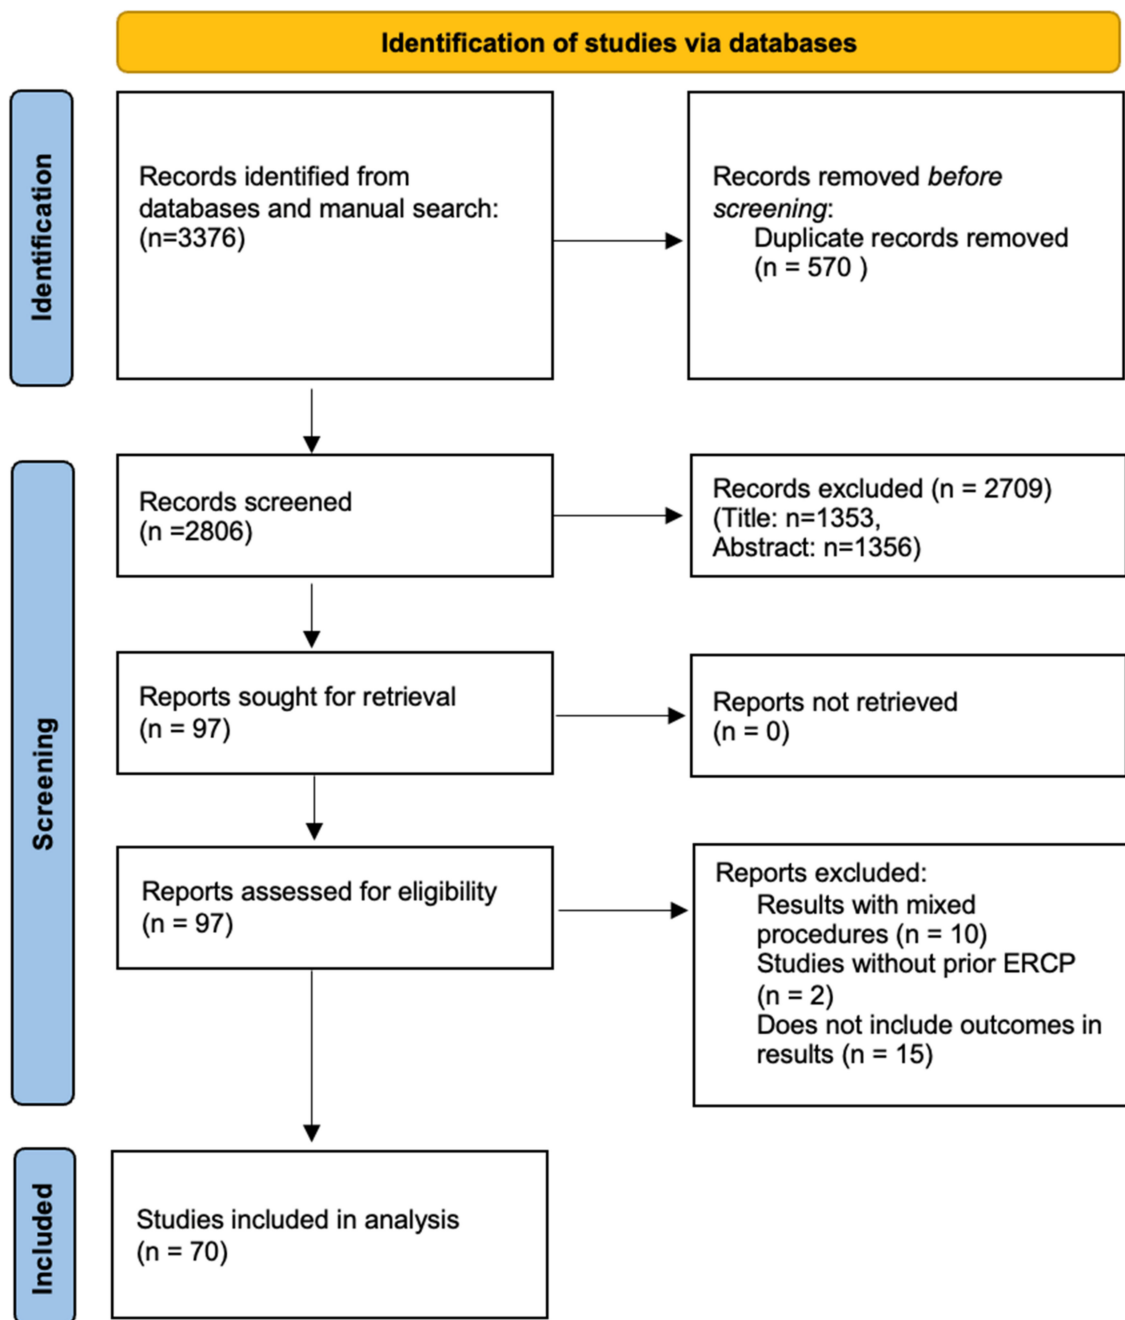 Identification of studies via databases
Identification
Records identified from
databases and manual search:
(n=3376)
Records removed before
screening:
Duplicate records removed
(n = 570 )
Screening
Records screened
(n =2806)
Records excluded (n = 2709)
(Title: n=1353,
Abstract: n=1356)
Reports sought for retrieval
(n = 97)
Reports not retrieved
(n = 0)
Reports assessed for eligibility
(n = 97)
Reports excluded:
Results with mixed
procedures (n = 10)
Studies without prior ERCP
(n = 2)
Does not include outcomes in
results (n = 15)
Included
Studies included in analysis
(n = 70)